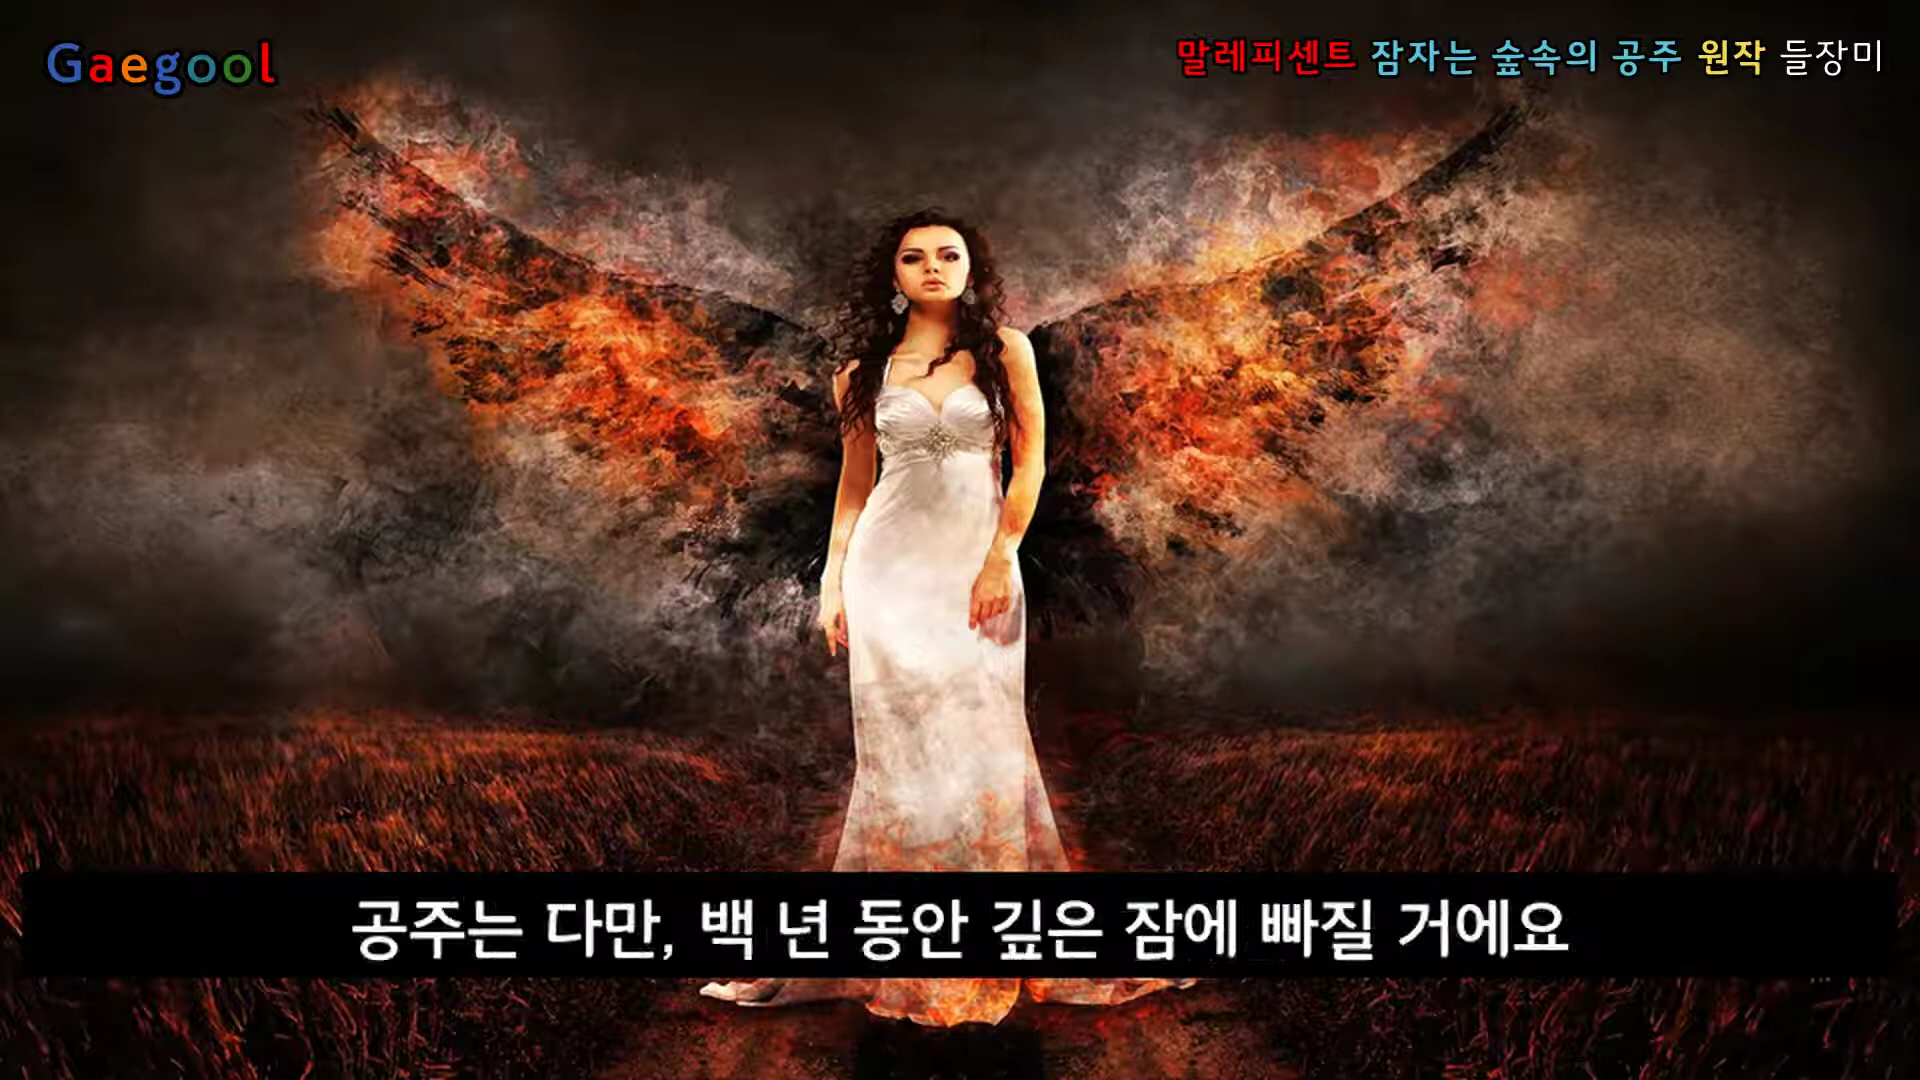 Gaegool
말레피센트 잠자는 숲속의 공주 원작 들장미
공주는 다만, 백 년 동안 깊은 잠에 빠질 거에요